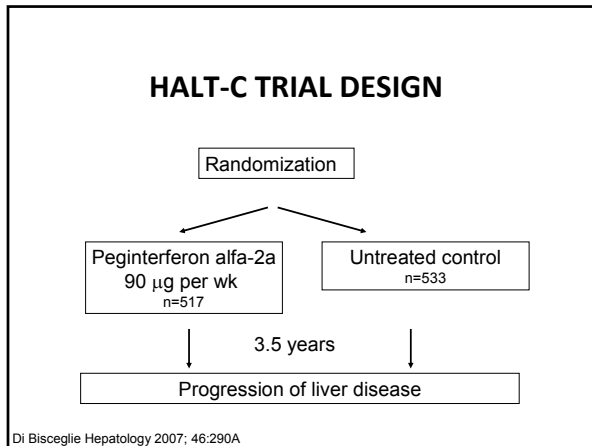 HALT-C TRIAL DESIGN
Randomization
Peginterferon alfa-2a
90 µg per wk
n=517
Untreated control
n=533
3.5 years
Progression of liver disease
Di Bisceglie Hepatology 2007; 46:290A